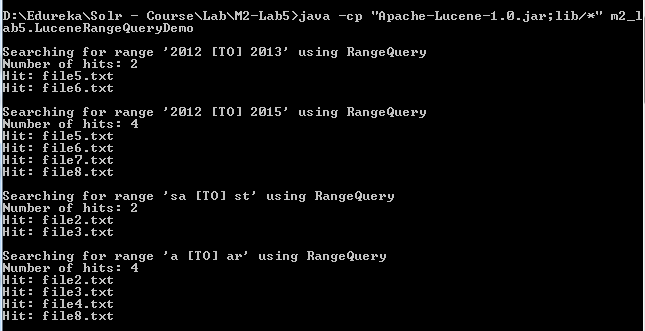 D:\Edureka\Solr - Course\Lab\M2-Lab5>java -cp "Apache-Lucene-1.0.jar;lib/*" m2_l
ab5.LuceneRangeQueryDemo
Searching for range '2012 [TO] 2013' using RangeQuery
Number of hits: 2
Hit: file5.txt
Hit: file6.txt
Searching for range '2012 [TO] 2015' using RangeQuery
Number of hits: 4
Hit: file5.txt
Hit: file6.txt
Hit: file7.txt
Hit: file8.txt
Searching for range 'sa [TO] st' using RangeQuery
Number of hits: 2
Hit: file2.txt
Hit: file3.txt
Searching for range 'a [TO] ar' using RangeQuery
Number of hits: 4
Hit: file2.txt
Hit: file3.txt
Hit: file4.txt
Hit: file8.txt